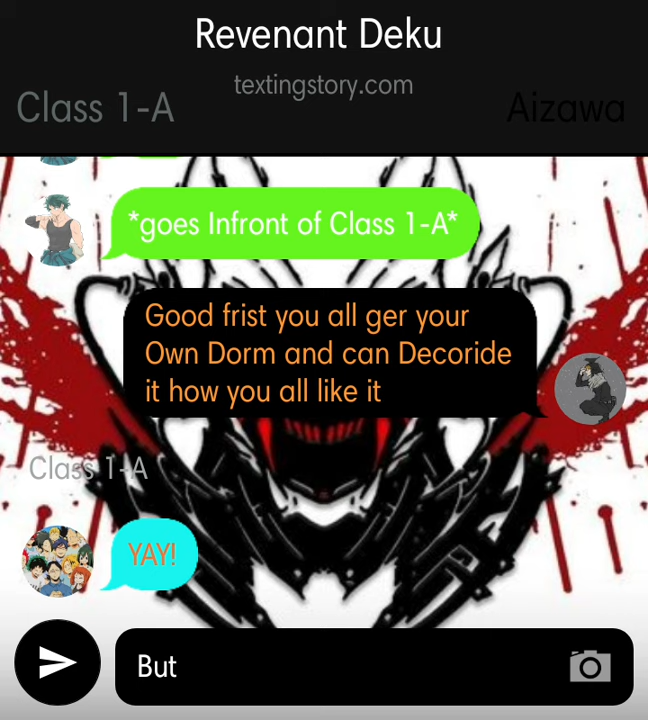 Revenant Deku
textingstory.com
Class 1-A
Aizawa
*goes Infront of Class 1-A*
Good frist you all ger your
Own Dorm and can Decoride
it how you all like it
Class 1-A
YAY!
But